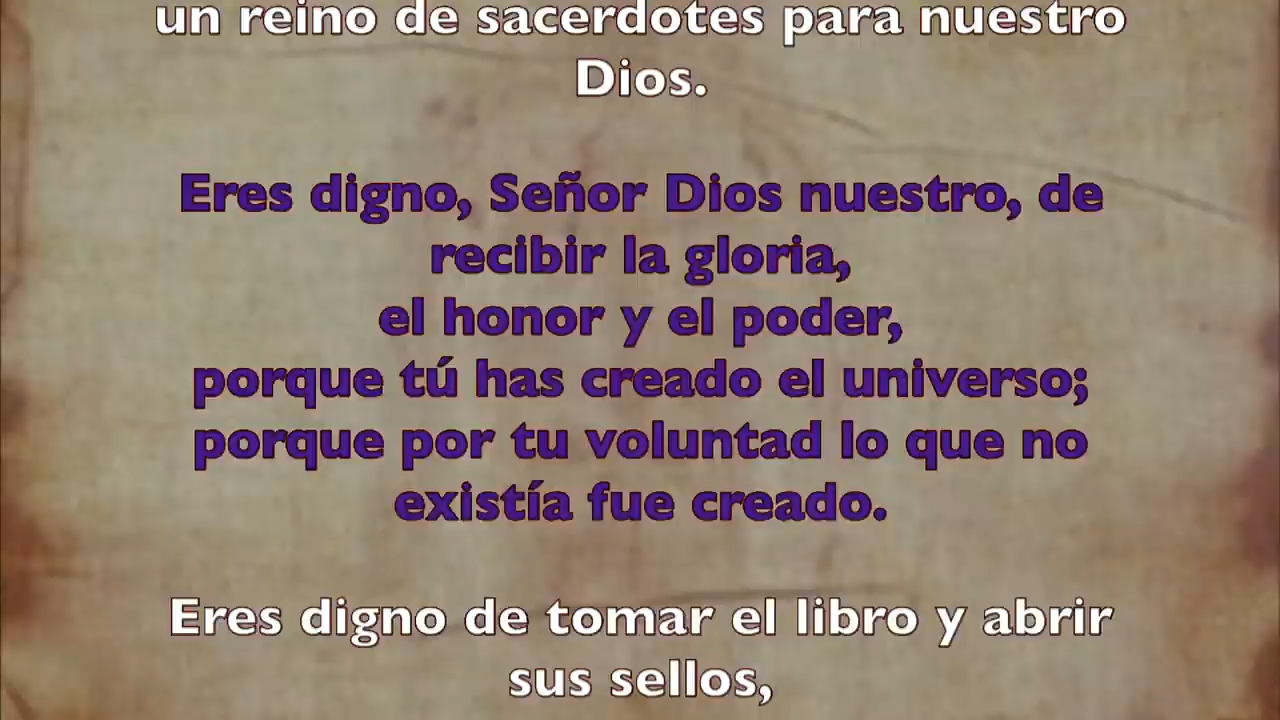 un reino de sacerdotes para nuestro
Dios.
Eres digno, Señor Dios nuestro, de
recibir la gloria,
el honor y el poder,
porque tú has creado el universo;
porque por tu voluntad lo que no
existía fue creado.
Eres digno de tomar el libro y abrir
sus sellos,